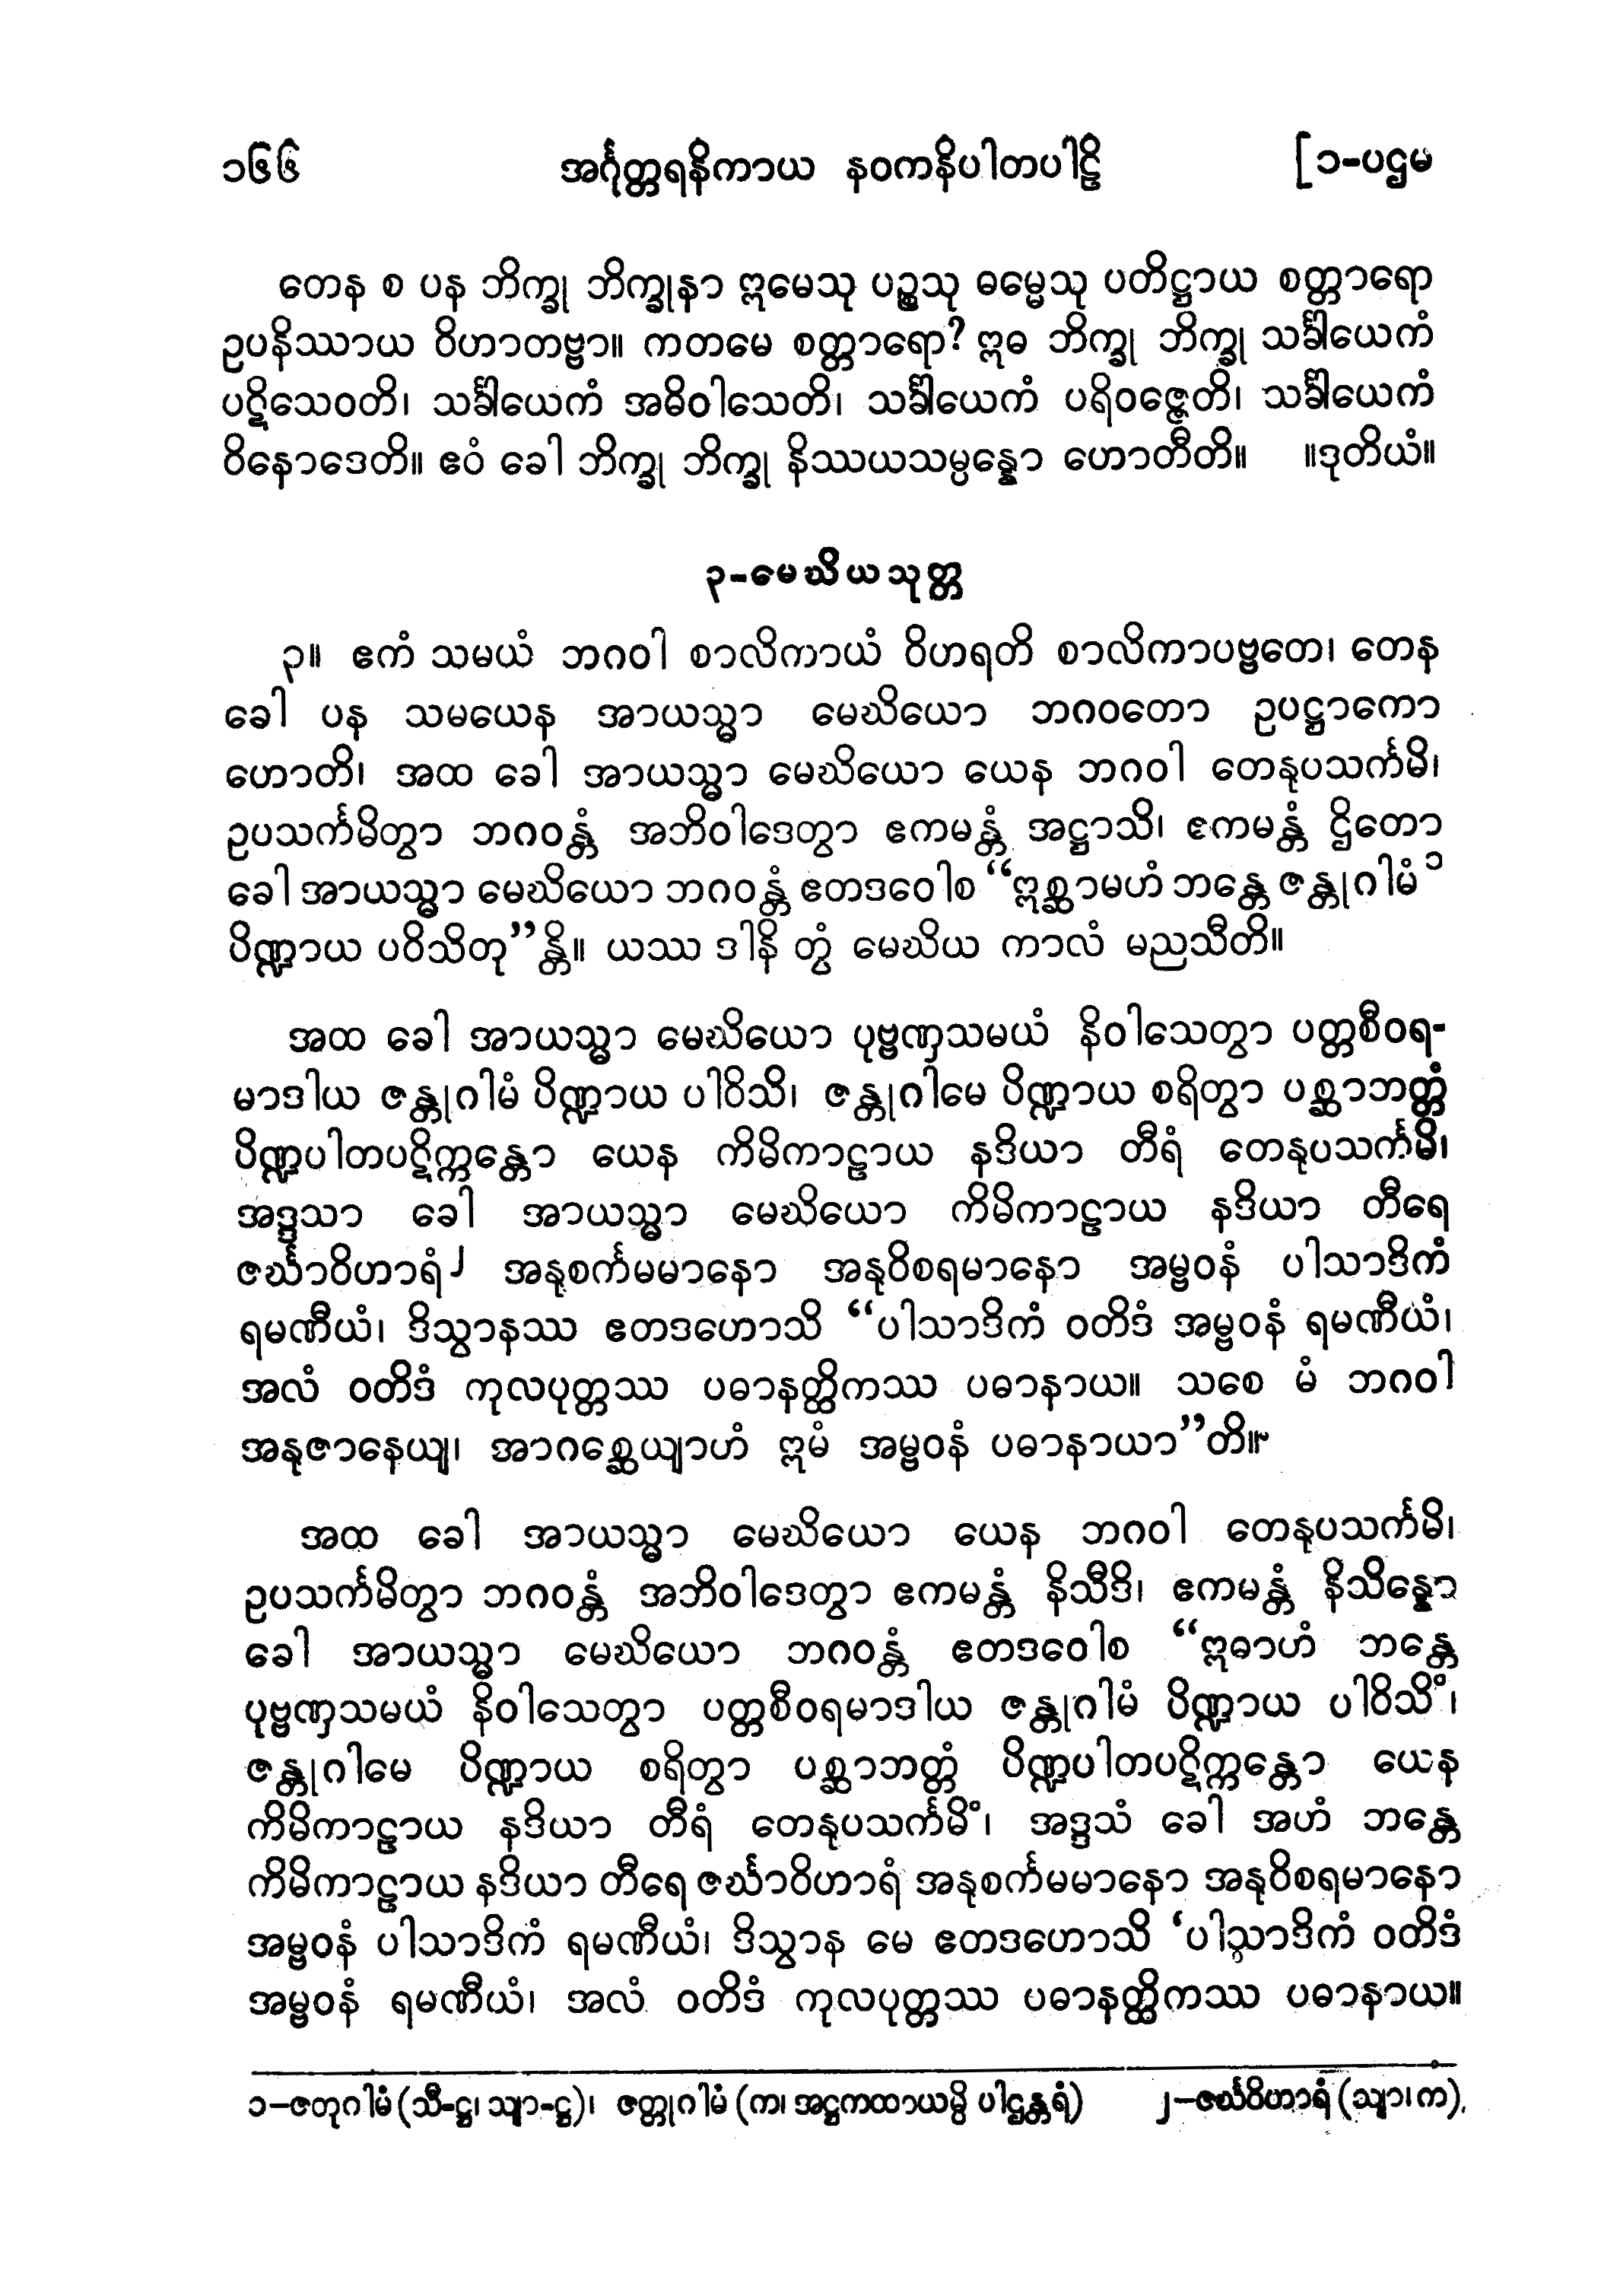 ၁၆၆ အင်္ဂုတ္တရနိကာယ နဝကနိပါတပါဠိ [၁-ပဌမ
တေန စ ပန ဘိက္ခု ဘိက္ခုနာ ဣမေသု ပဉ္စသု ဓမ္မေသု ပတိဋ္ဌာယ စတ္တာရော
ဥပနိဿာယ ဝိဟာတဗ္ဗာ။ ကတမေ စတ္တာရော? ဣဓ ဘိက္ခု ဘိက္ခု သင်္ခါယေကံ
ပဋိသေဝတိ၊ သင်္ခါယေကံ အဓိဝါသေတိ၊ သင်္ခါယေကံ ပရိဝဇ္ဇေတိ၊ သင်္ခါယေကံ
ဝိနောဒေတိ။ ဧဝံ ခေါ ဘိက္ခု ဘိက္ခု နိဿယသမ္ပန္နော ဟောတီတိ။ ။ဒုတိယံ။
၃-မေဃိယသုတ္တ
၃။ ဧကံ သမယံ ဘဂဝါ စာလိကာယံ ဝိဟရတိ စာလိကာပဗ္ဗတေ၊ တေန
ခေါ ပန သမယေန အာယသ္မာ မေဃိယော ဘဂဝတော ဥပဋ္ဌာကော
ဟောတိ၊ အထ ခေါ အာယသ္မာ မေဃိယော ယေန ဘဂဝါ တေနုပသင်္ကမိ၊
ဥပသင်္ကမိတွာ ဘဂဝန္တံ အဘိဝါဒေတွာ ဧကမန္တံ အဋ္ဌာသိ၊ ဧကမန္တံ ဌိတော
ခေါ အာယသ္မာ မေဃိယော ဘဂဝန္တံ ဧတဒဝေါစ “ဣစ္ဆာမဟံ ဘန္တေ ဇန္တုဂါမံ၁
ပိဏ္ဍာယ ပဝိသိတု”န္တိ။ ယဿ ဒါနိ တွံ မေဃိယ ကာလံ မညသီတိ။
အထ ခေါ အာယသ္မာ မေဃိယော ပုဗ္ဗဏှသမယံ နိဝါသေတွာ ပတ္တစီဝရ-
မာဒါယ ဇန္တုဂါမံ ပိဏ္ဍာယ ပါဝိသိ၊ ဇန္တုဂါမေ ပိဏ္ဍာယ စရိတွာ ပစ္ဆာဘတ္တံ
ပိဏ္ဍပါတပဋိက္ကန္တော ယေန ကိမိကာဠာယ နဒိယာ တီရံ တေနုပသင်္ကမိ၊
အဒ္ဒသာ ခေါ အာယသ္မာ မေဃိယော ကိမိကာဠာယ နဒိယာ တီရေ
ဇင်္ဃာဝိဟာရံ၂ အနုစင်္ကမမာနော အနုဝိစရမာနော အမ္ဗဝနံ ပါသာဒိကံ
ရမဏီယံ၊ ဒိသွာနဿ ဧတဒဟောသိ “ပါသာဒိကံ ဝတိဒံ အမ္ဗဝနံ ရမဏီယံ၊
အလံ ဝတိဒံ ကုလပုတ္တဿ ပဓာနတ္ထိကဿ ပဓာနာယ။ သစေ မံ ဘဂဝါ
အနုဇာနေယျ၊ အာဂစ္ဆေယျာဟံ ဣမံ အမ္ဗဝနံ ပဓာနာယာ”တိ။
အထ ခေါ အာယသ္မာ မေဃိယော ယေန ဘဂဝါ တေနုပသင်္ကမိ၊
ဥပသင်္ကမိတွာ ဘဂဝန္တံ အဘိဝါဒေတွာ ဧကမန္တံ နိသီဒိ၊ ဧကမန္တံ နိသိန္နော
ခေါ အာယသ္မာ မေဃိယော ဘဂဝန္တံ ဧတဒဝေါစ “ဣဓာဟံ ဘန္တေ
ပုဗ္ဗဏှသမယံ နိဝါသေတွာ ပတ္တစီဝရမာဒါယ ဇန္တုဂါမံ ပိဏ္ဍာယ ပါဝိသိံ၊
ဇန္တုဂါမေ ပိဏ္ဍာယ စရိတွာ ပစ္ဆာဘတ္တံ ပိဏ္ဍပါတပဋိက္ကန္တော ယေန
ကိမိကာဠာယ နဒိယာ တီရံ တေနုပသင်္ကမိံ၊ အဒ္ဒသံ ခေါ အဟံ ဘန္တေ
ကိမိကာဠာယ နဒိယာ တီရေ ဇင်္ဃာဝိဟာရံ အနုစင်္ကမမာနော အနုဝိစရမာနော
အမ္ဗဝနံ ပါသာဒိကံ ရမဏီယံ၊ ဒိသွာန မေ ဧတဒဟောသိ ‘ပါသာဒိကံ ဝတိဒံ
အမ္ဗဝနံ ရမဏီယံ၊ အလံ ဝတိဒံ ကုလပုတ္တဿ ပဓာနတ္ထိကဿ ပဓာနာယ။
၁-ဇတုဂါမံ (သီ-ဋ္ဌ၊ သျာ-ဋ္ဌ)၊ ဇတ္တုဂါမံ (က၊ အဋ္ဌကထာယမ္ပိ ပါဌန္တရံ) ၂-ဇင်္ဃဝိဟာရံ (သျာ၊ က)